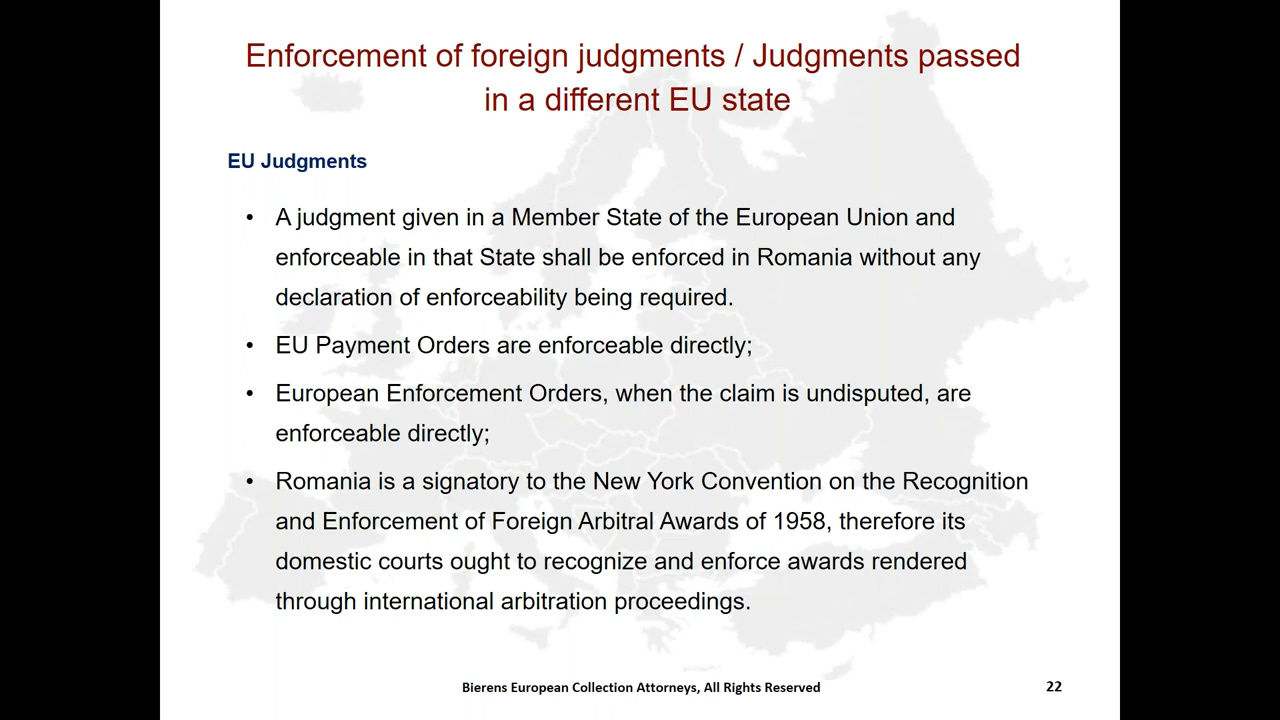 Enforcement of foreign judgments / Judgments passed
in a different EU state
EU Judgments
• A judgment given in a Member State of the European Union and
enforceable in that State shall be enforced in Romania without any
declaration of enforceability being required.
• EU Payment Orders are enforceable directly;
• European Enforcement Orders, when the claim is undisputed, are
enforceable directly;
• Romania is a signatory to the New York Convention on the Recognition
and Enforcement of Foreign Arbitral Awards of 1958, therefore its
domestic courts ought to recognize and enforce awards rendered
through international arbitration proceedings.
Bierens European Collection Attorneys, All Rights Reserved
22